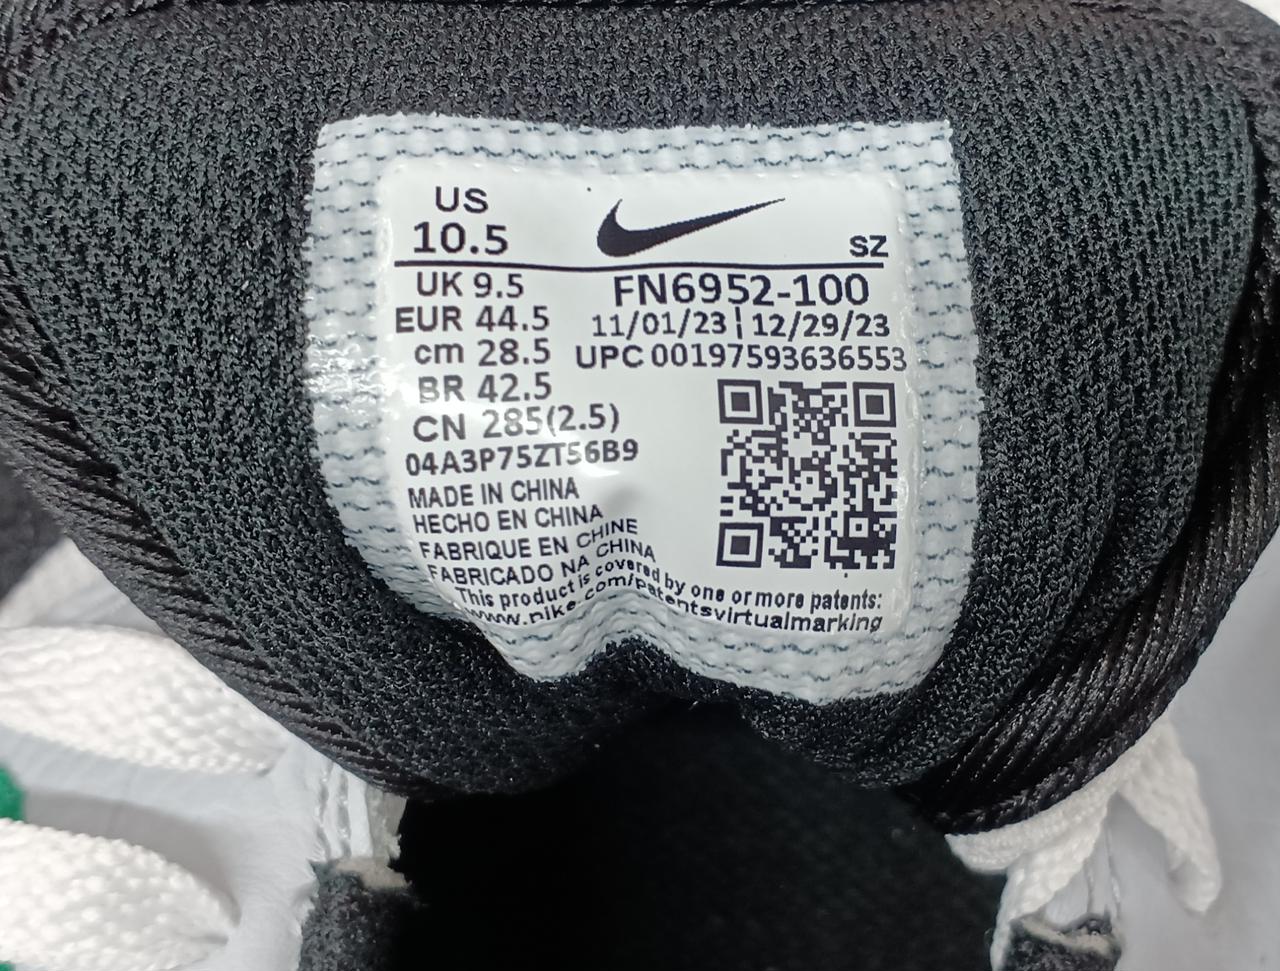 US
10.5
SZ
UK 9.5
FN6952-100
EUR 44.5
11/01/23 | 12/29/23
cm 28.5
UPC 00197593636553
BR 42.5
CN 285(2.5)
04A3P75ZT56B9
MADE IN CHINA
HECHO EN CHINA
FABRIQUE EN CHINE
FABRICADO NA CHINA
This product is covered by one or more patents:
www.nike.com/patentsvirtualmarking